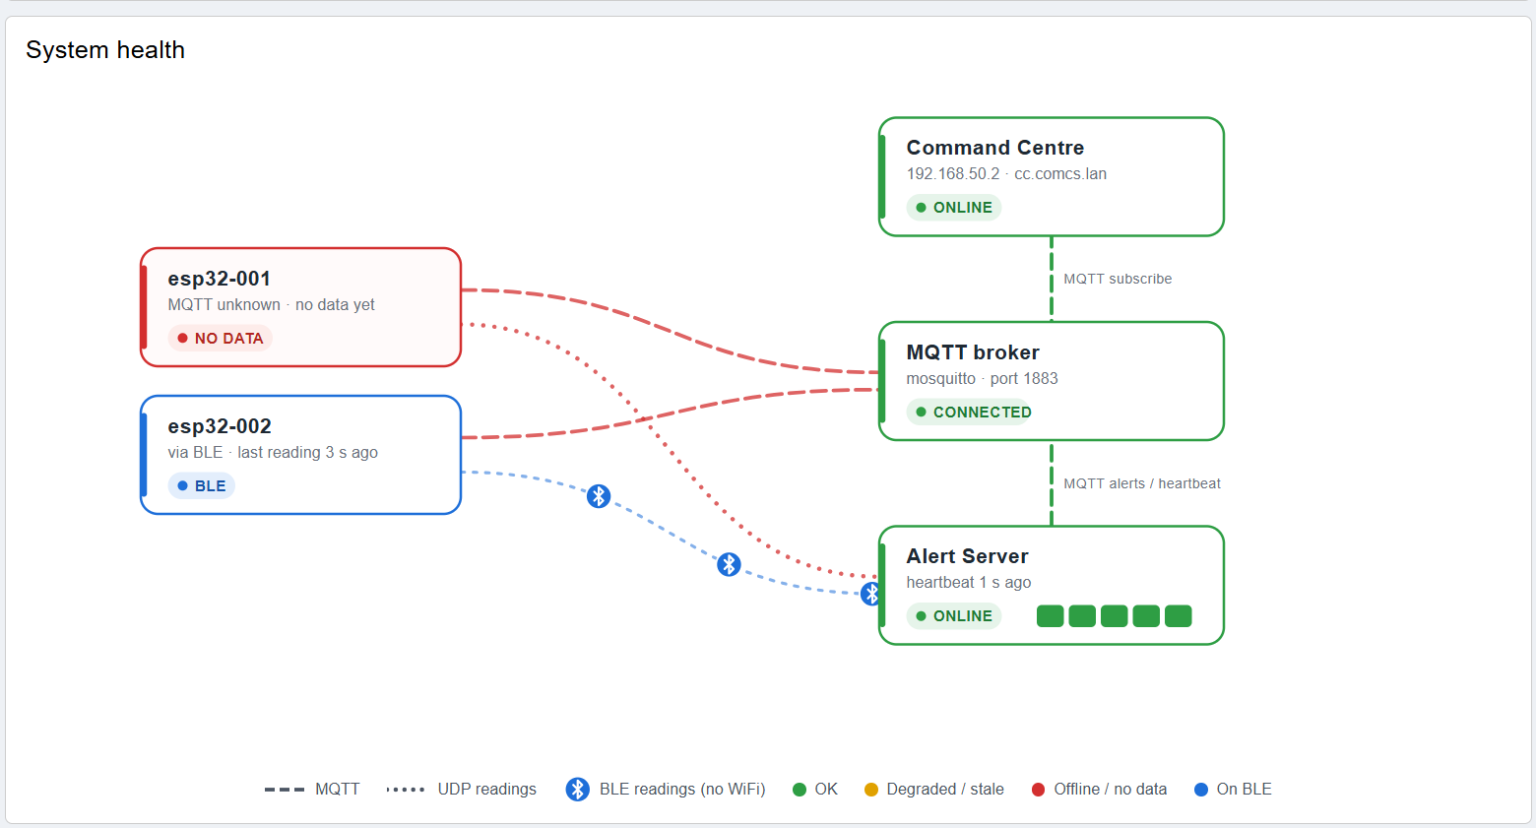 System health
Command Centre
192.168.50.2 · cc.comcs.lan
ONLINE
MQTT subscribe
esp32-001
MQTT unknown · no data yet
NO DATA
MQTT broker
mosquitto · port 1883
CONNECTED
esp32-002
via BLE · last reading 3 s ago
BLE
MQTT alerts / heartbeat
Alert Server
heartbeat 1 s ago
ONLINE
MQTT
UDP readings
BLE readings (no WiFi)
OK
Degraded / stale
Offline / no data
On BLE